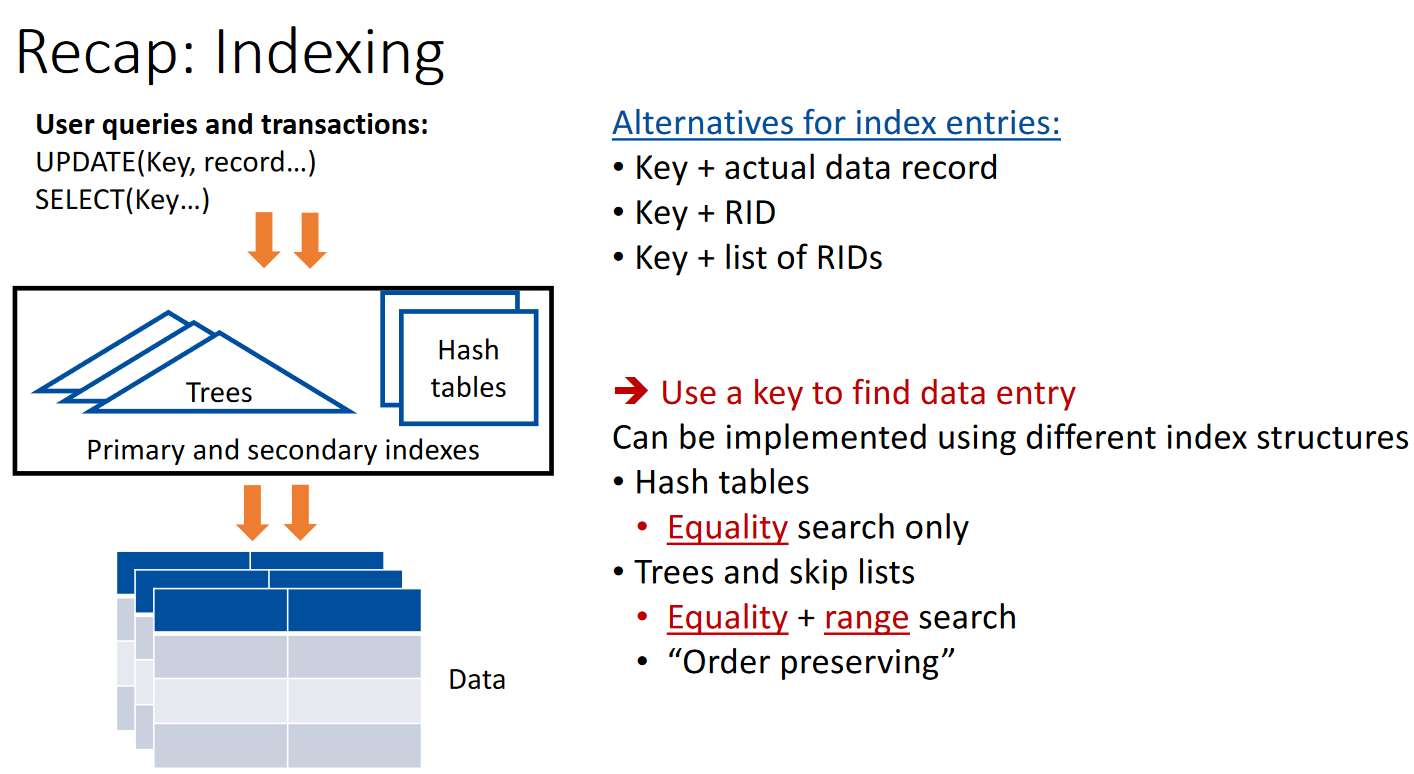 Recap: Indexing
User queries and transactions:
UPDATE(Key, record…)
SELECT(Key…)
Trees
Hash
tables
Primary and secondary indexes
Data
Alternatives for index entries:
• Key + actual data record
• Key + RID
• Key + list of RIDs
➔ Use a key to find data entry
Can be implemented using different index structures
• Hash tables
• Equality search only
• Trees and skip lists
• Equality + range search
• “Order preserving”